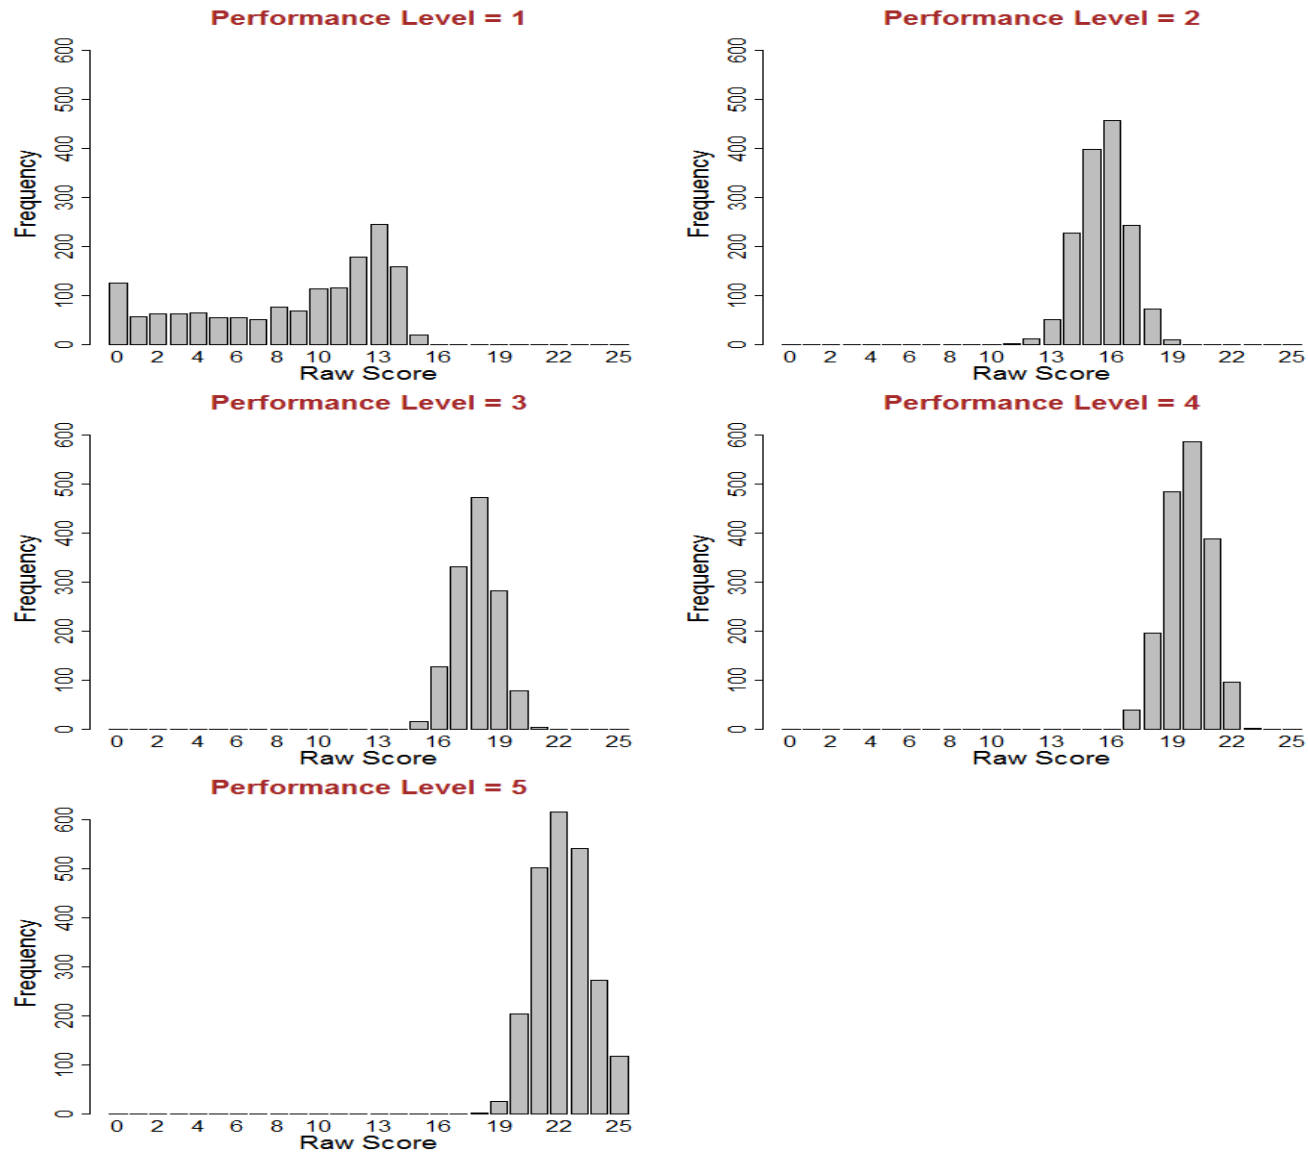 Performance Level = 1
600
500
400
300
200
100
0
Frequency
0 2 4 6 8 10 13 16 19 22 25
Raw Score
Performance Level = 2
600
500
400
300
200
100
0
Frequency
0 2 4 6 8 10 13 16 19 22 25
Raw Score
Performance Level = 3
600
500
400
300
200
100
0
Frequency
0 2 4 6 8 10 13 16 19 22 25
Raw Score
Performance Level = 4
600
500
400
300
200
100
0
Frequency
0 2 4 6 8 10 13 16 19 22 25
Raw Score
Performance Level = 5
600
500
400
300
200
100
0
Frequency
0 2 4 6 8 10 13 16 19 22 25
Raw Score